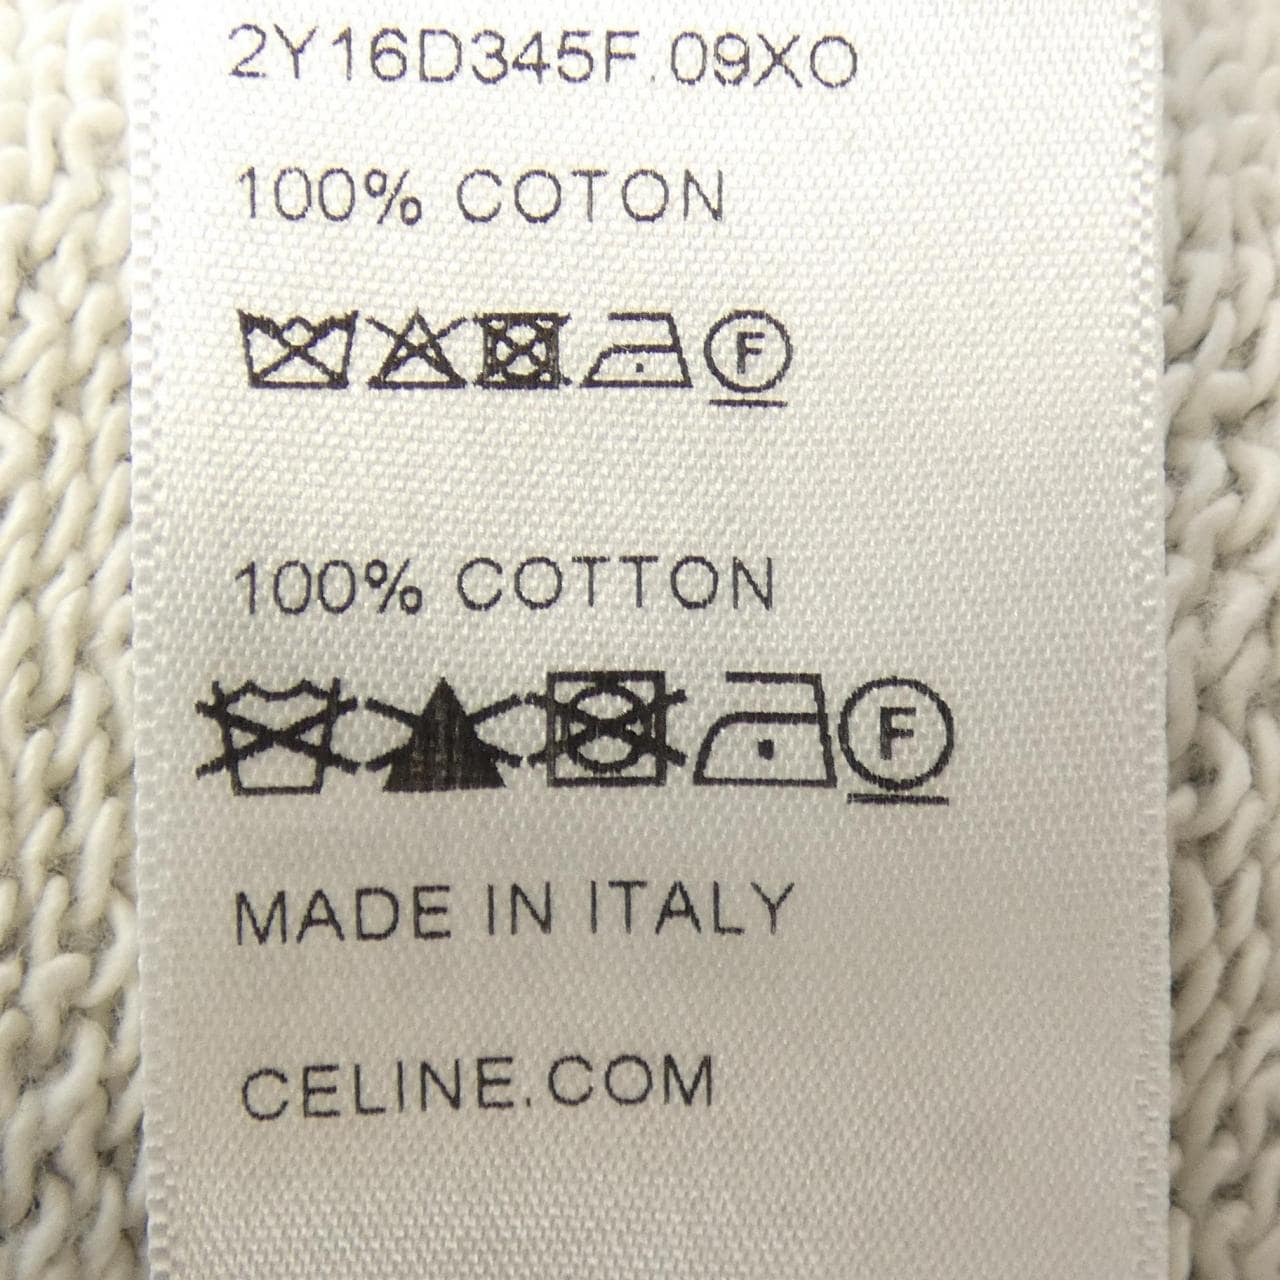 2Y16D345F.09XO
100% COTON
F
100% COTTON
F
MADE IN ITALY
CELINE.COM